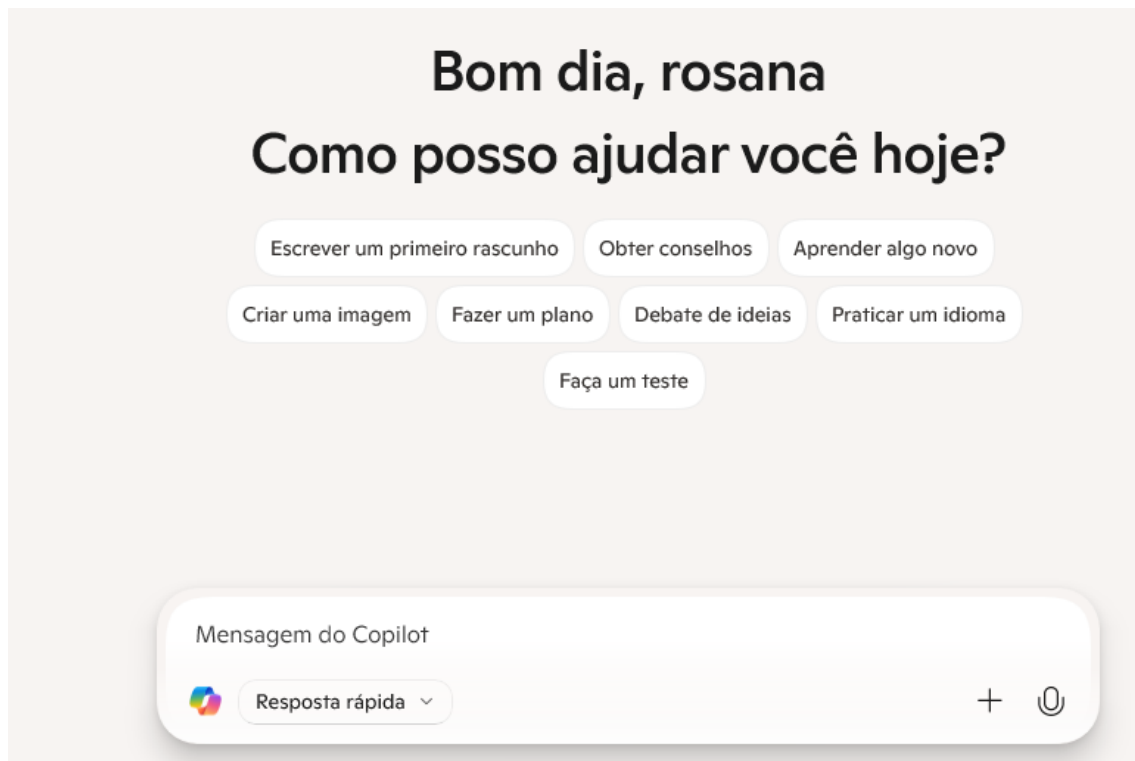 Bom dia, rosana
Como posso ajudar você hoje?
Escrever um primeiro rascunho Obter conselhos Aprender algo novo
Criar uma imagem Fazer um plano Debate de ideias Praticar um idioma
Faça um teste
Mensagem do Copilot
Resposta rápida